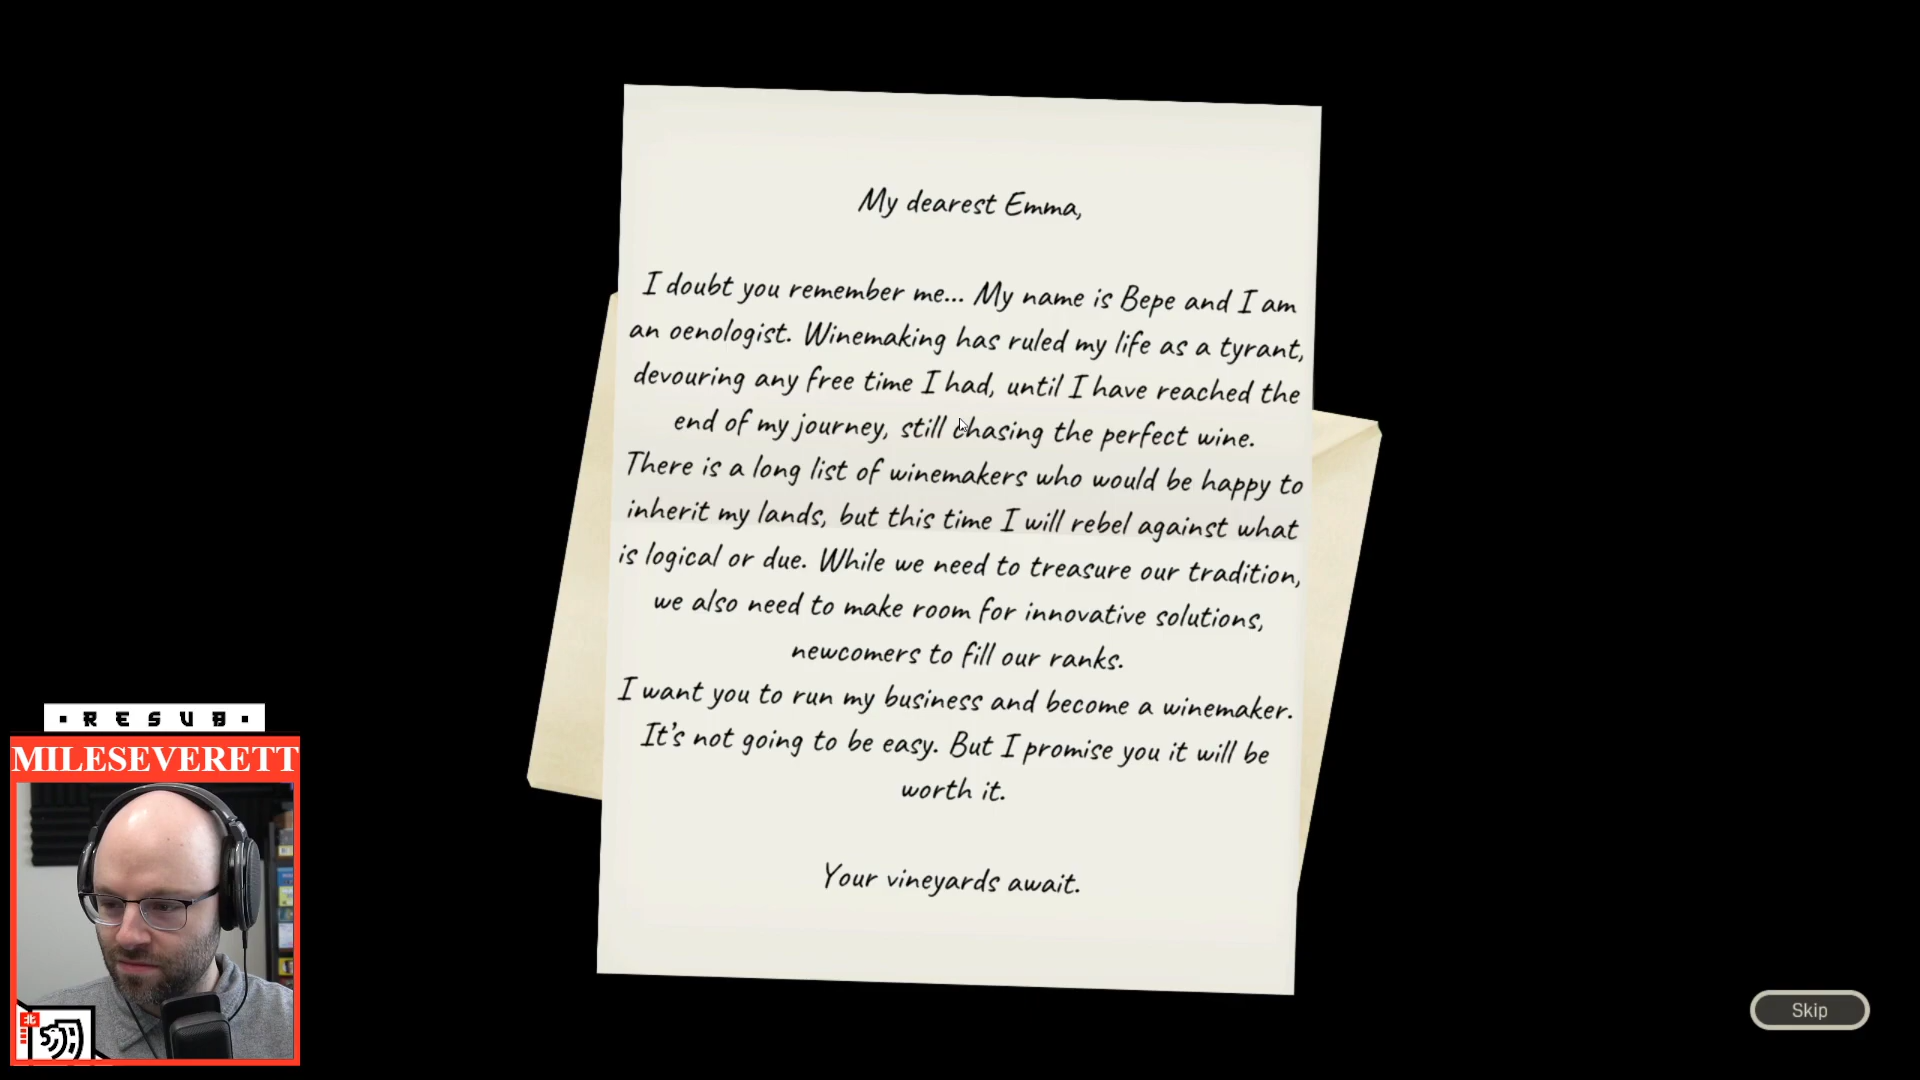 My dearest Emma,
I doubt you remember me... My name is Bepe and I am
an oenologist. Winemaking has ruled my life as a tyrant,
devouring any free time I had, until I have reached the
end of my journey, still chasing the perfect wine.
There is a long list of winemakers who would be happy to
inherit my lands, but this time I will rebel against what
is logical or due. While we need to treasure our tradition,
we also need to make room for innovative solutions,
newcomers to fill our ranks.
I want you to run my business and become a winemaker.
It's not going to be easy. But I promise you it will be
worth it.
Your vineyards await.
· RESUB ·
MILESEVERETT
北
Skip